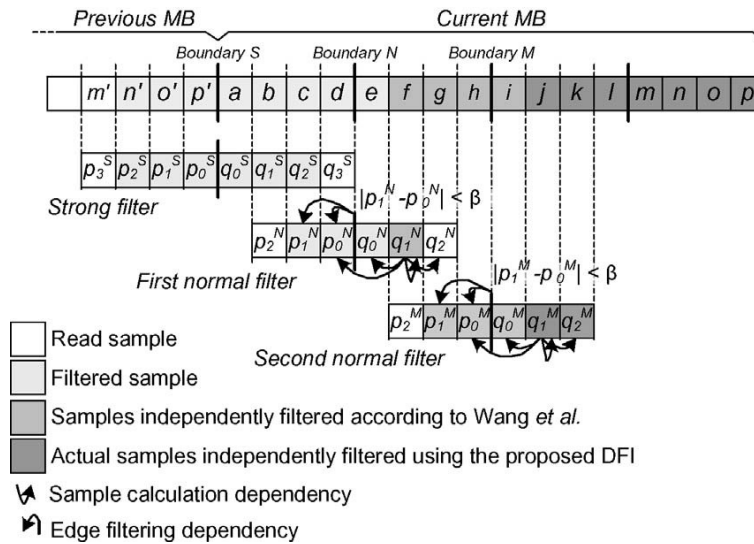 Previous MB Current MB
Boundary S Boundary N Boundary M
m' n' o' p' a b c d e f g h i j k l m n o p
p₃ˢ p₂ˢ p₁ˢ p₀ˢ q₀ˢ q₁ˢ q₂ˢ q₃ˢ
Strong filter
|p₁ᴺ-p₀ᴺ| < β
p₂ᴺ p₁ᴺ p₀ᴺ q₀ᴺ q₁ᴺ q₂ᴺ
First normal filter
|p₁ᴹ-p₀ᴹ| < β
p₂ᴹ p₁ᴹ p₀ᴹ q₀ᴹ q₁ᴹ q₂ᴹ
Second normal filter
Read sample
Filtered sample
Samples independently filtered according to Wang et al.
Actual samples independently filtered using the proposed DFI
Sample calculation dependency
Edge filtering dependency